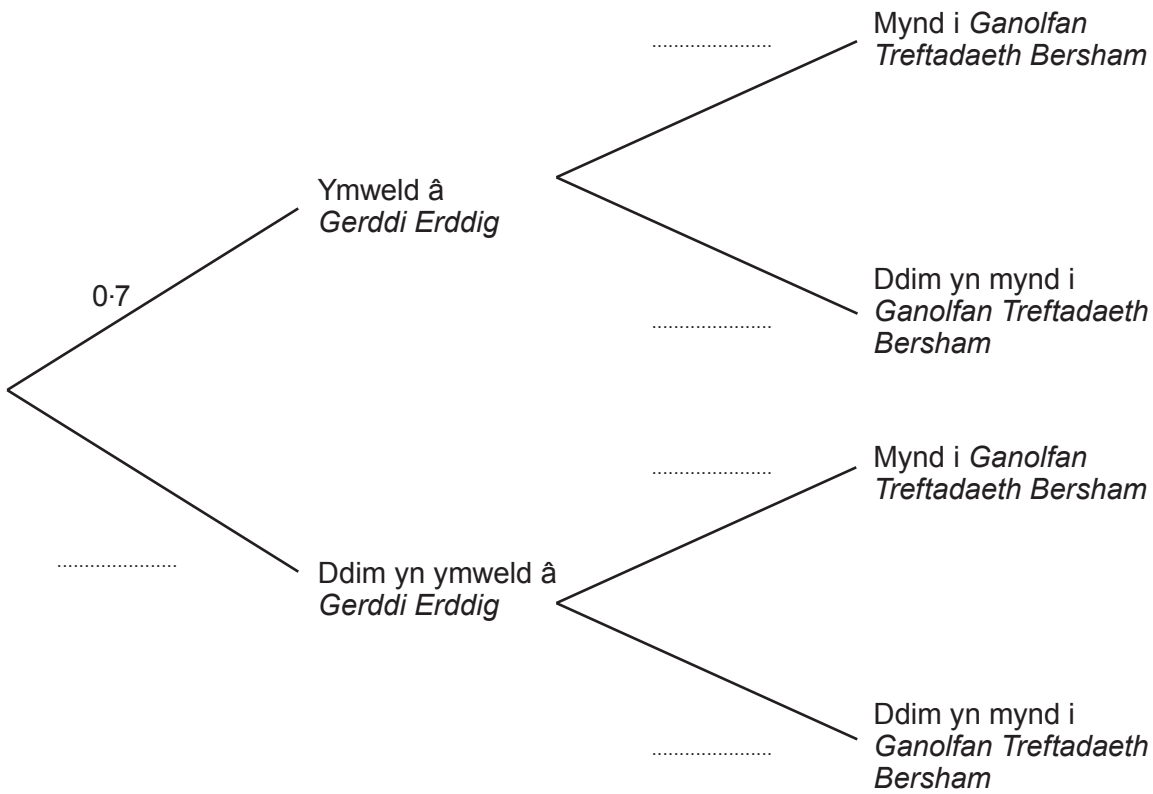 Mynd i Ganolfan
Treftadaeth Bersham
......................
Ymweld â
Gerddi Erddig
0·7
Ddim yn mynd i
Ganolfan Treftadaeth
Bersham
......................
Mynd i Ganolfan
Treftadaeth Bersham
......................
Ddim yn ymweld â
Gerddi Erddig
......................
Ddim yn mynd i
Ganolfan Treftadaeth
Bersham
......................